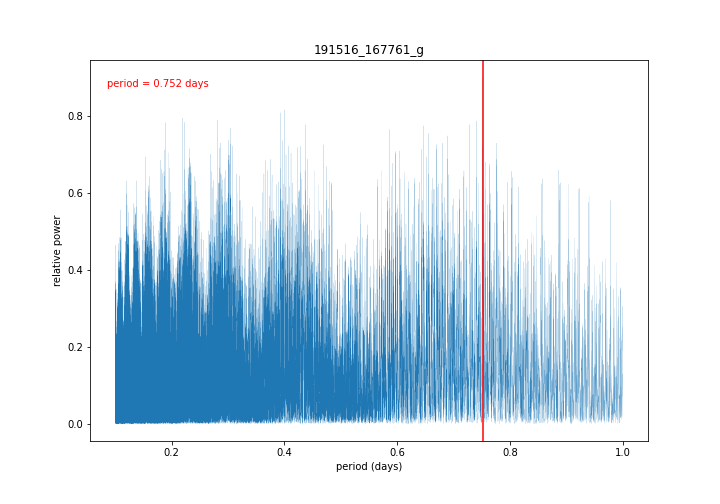 191516_167761_g
period = 0.752 days
relative power
0.8
0.6
0.4
0.2
0.0
0.2 0.4 0.6 0.8 1.0
period (days)